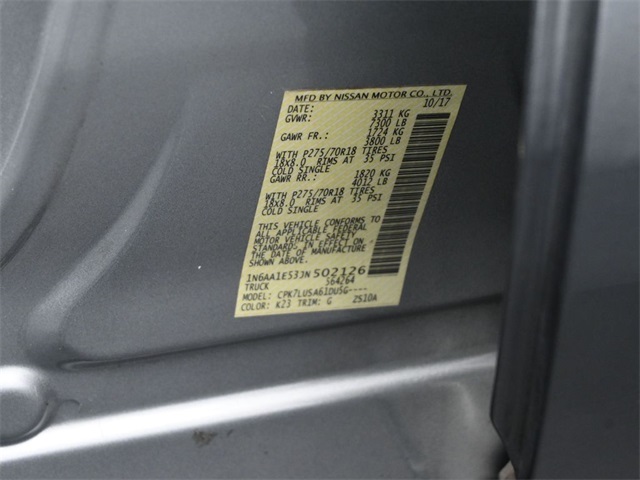 MFD BY NISSAN MOTOR CO., LTD.
DATE: 10/17
GVWR: 3311 KG
7300 LB
GAWR FR.: 1724 KG
3800 LB
WITH P275/70R18 TIRES
18X8.0 RIMS AT 35 PSI
COLD SINGLE
GAWR RR.: 1820 KG
4012 LB
WITH P275/70R18 TIRES
18X8.0 RIMS AT 35 PSI
COLD SINGLE
THIS VEHICLE CONFORMS TO
ALL APPLICABLE FEDERAL
MOTOR VEHICLE SAFETY
STANDARDS IN EFFECT ON
THE DATE OF MANUFACTURE
1N6AA1E53JN502126
TRUCK 564264
MODEL: CPK7LUSA61DUSG----
COLOR: K23 TRIM: G ZS1DA